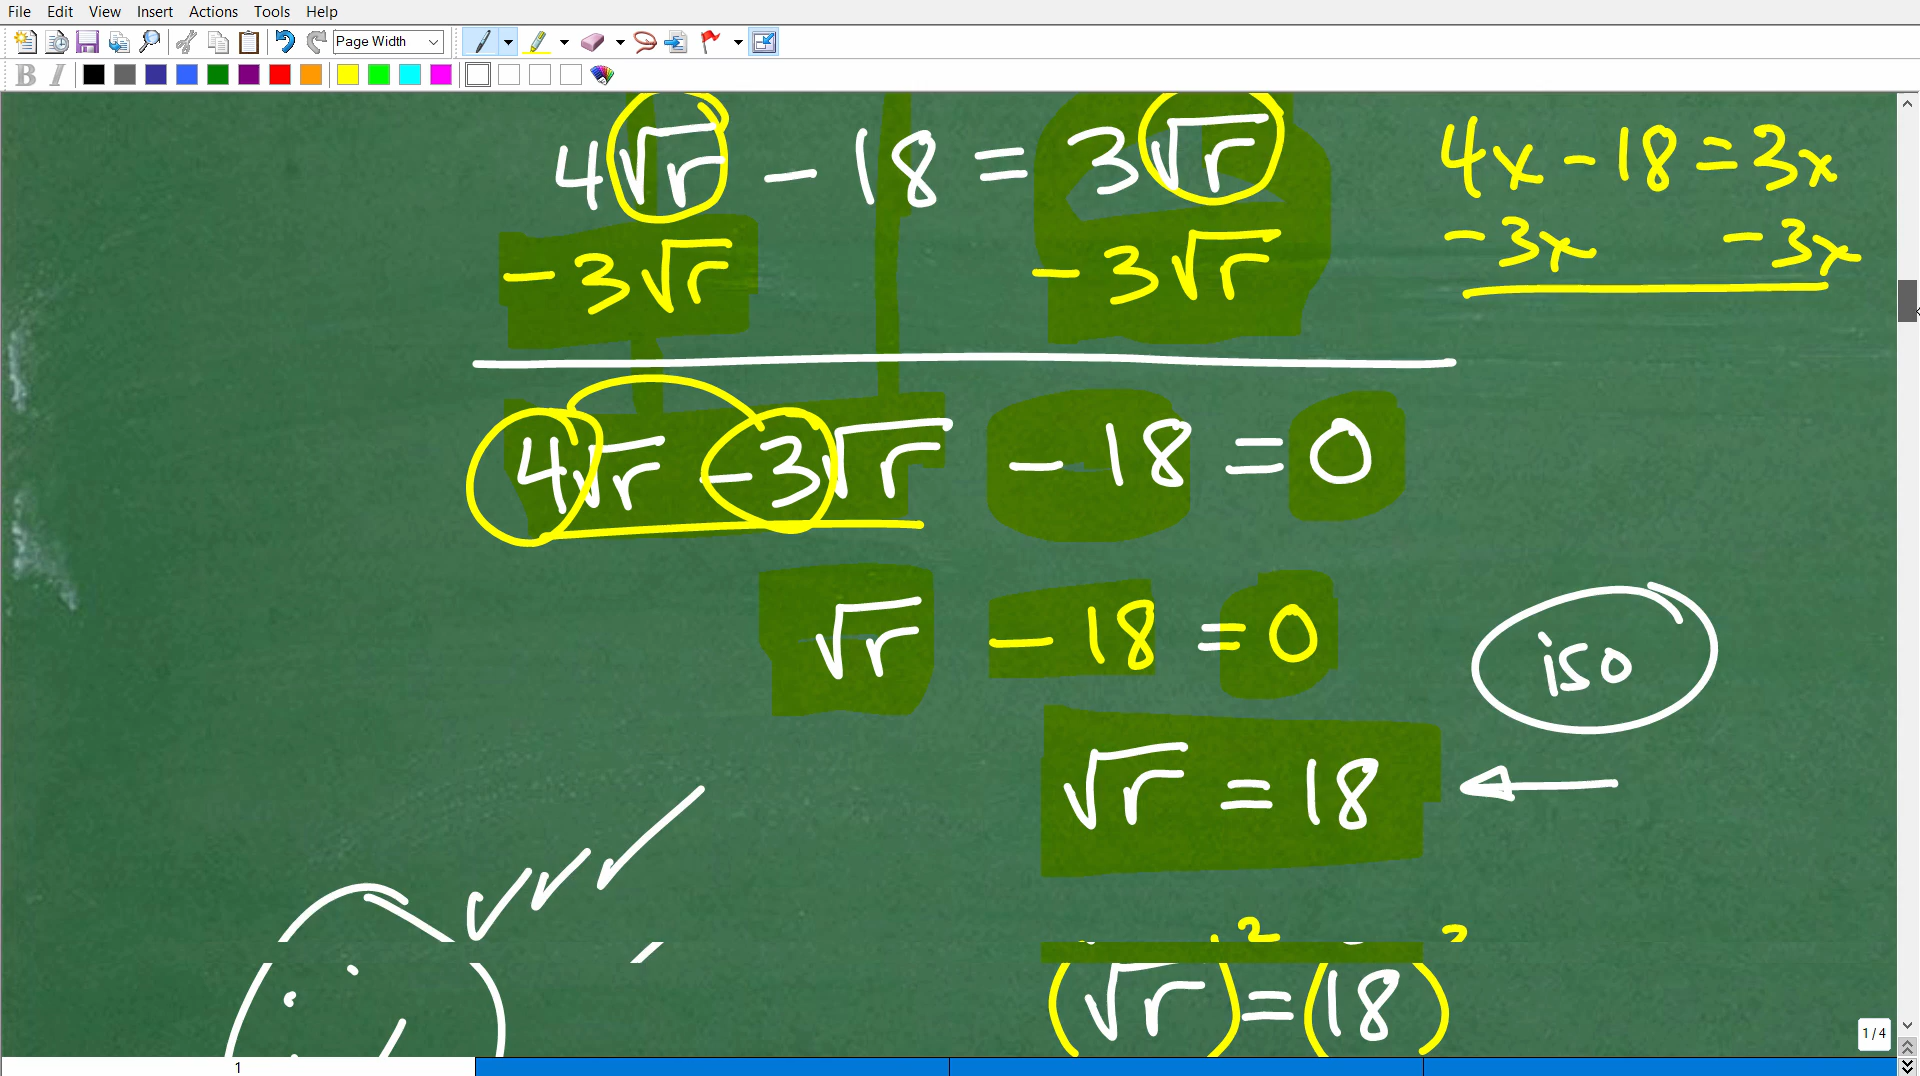 File Edit View Insert Actions Tools Help
Page Width
B I
4√r − 18 = 3√r
−3√r −3√r
4√r −3√r −18 = 0
√r −18 = 0
√r = 18
(√r)² = (18)²
4x − 18 = 3x
−3x −3x
iso
1 / 4
1